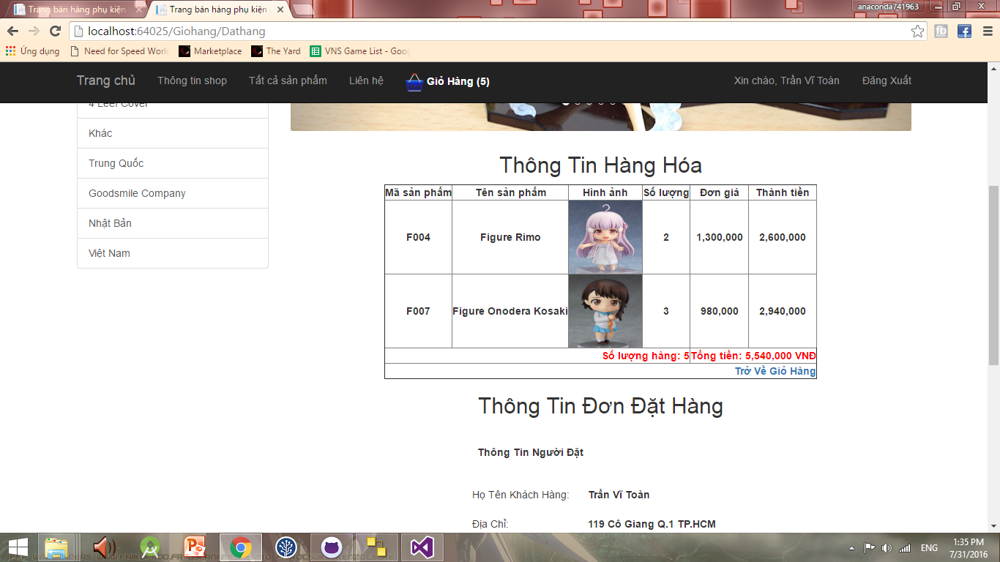 Trang bán hàng phụ kiện
Trang bán hàng phụ kiện
anaconda741963
localhost:64025/Giohang/Dathang
Ứng dụng
Need for Speed World
Marketplace
The Yard
VNS Game List - Goog
Trang chủ
Thông tin shop
Tất cả sản phẩm
Liên hệ
Giỏ Hàng (5)
Xin chào, Trần Vĩ Toàn
Đăng Xuất
4 Leef Cover
Khác
Trung Quốc
Goodsmile Company
Nhật Bản
Việt Nam
Thông Tin Hàng Hóa
Mã sản phẩm Tên sản phẩm Hình ảnh Số lượng Đơn giá Thành tiền
F004 Figure Rimo 2 1,300,000 2,600,000
F007 Figure Onodera Kosaki 3 980,000 2,940,000
Số lượng hàng: 5 Tổng tiền: 5,540,000 VNĐ
Trở Về Giỏ Hàng
Thông Tin Đơn Đặt Hàng
Thông Tin Người Đặt
Họ Tên Khách Hàng: Trần Vĩ Toàn
Địa Chỉ: 119 Cô Giang Q.1 TP.HCM
ENG
1:35 PM
7/31/2016